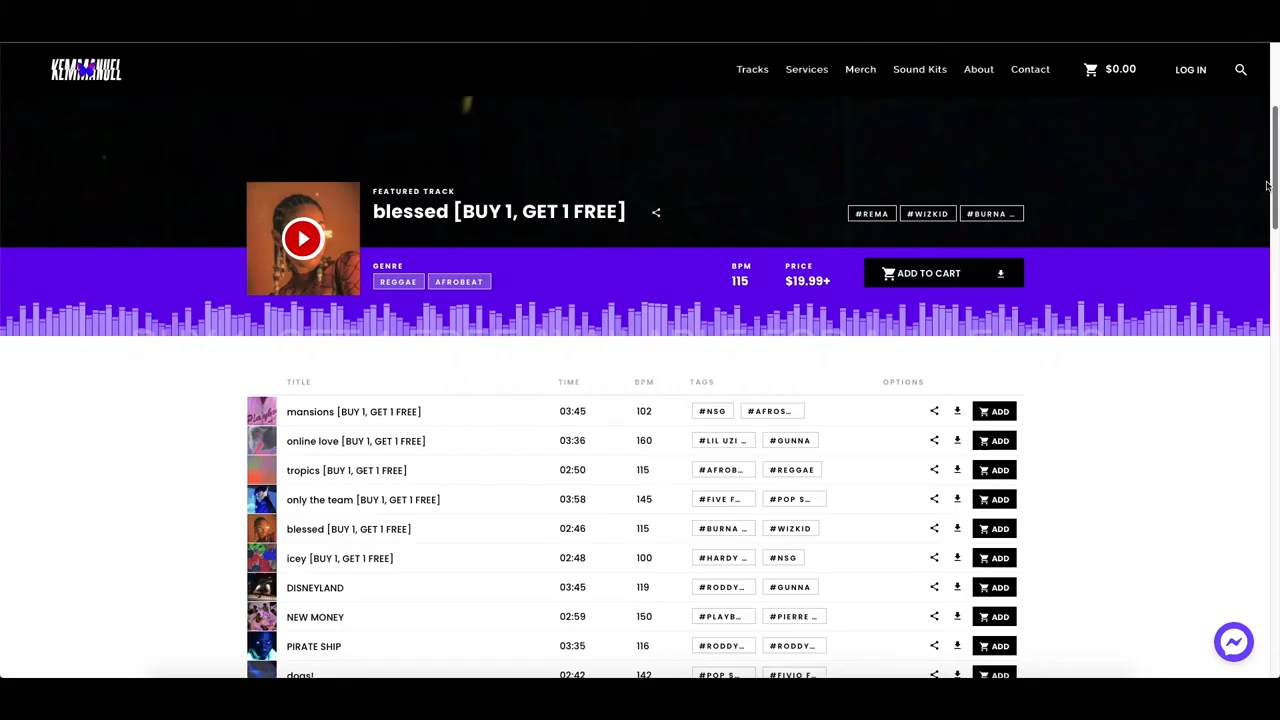 KEMMANUEL
Tracks Services Merch Sound Kits About Contact $0.00 LOG IN
FEATURED TRACK
blessed [BUY 1, GET 1 FREE]
#REMA #WIZKID #BURNA …
GENRE
REGGAE AFROBEAT
BPM
115
PRICE
$19.99+
ADD TO CART
TITLE TIME BPM TAGS OPTIONS
mansions [BUY 1, GET 1 FREE] 03:45 102 #NSG #AFROS… ADD
online love [BUY 1, GET 1 FREE] 03:36 160 #LIL UZI … #GUNNA ADD
tropics [BUY 1, GET 1 FREE] 02:50 115 #AFROB… #REGGAE ADD
only the team [BUY 1, GET 1 FREE] 03:58 145 #FIVE F… #POP S… ADD
blessed [BUY 1, GET 1 FREE] 02:46 115 #BURNA … #WIZKID ADD
icey [BUY 1, GET 1 FREE] 02:48 100 #HARDY … #NSG ADD
DISNEYLAND 03:45 119 #RODDY… #GUNNA ADD
NEW MONEY 02:59 150 #PLAYB… #PIERRE … ADD
PIRATE SHIP 03:35 116 #RODDY… #RODDY… ADD
dogs! 02:42 142 #POP S… #FIVIO F… ADD